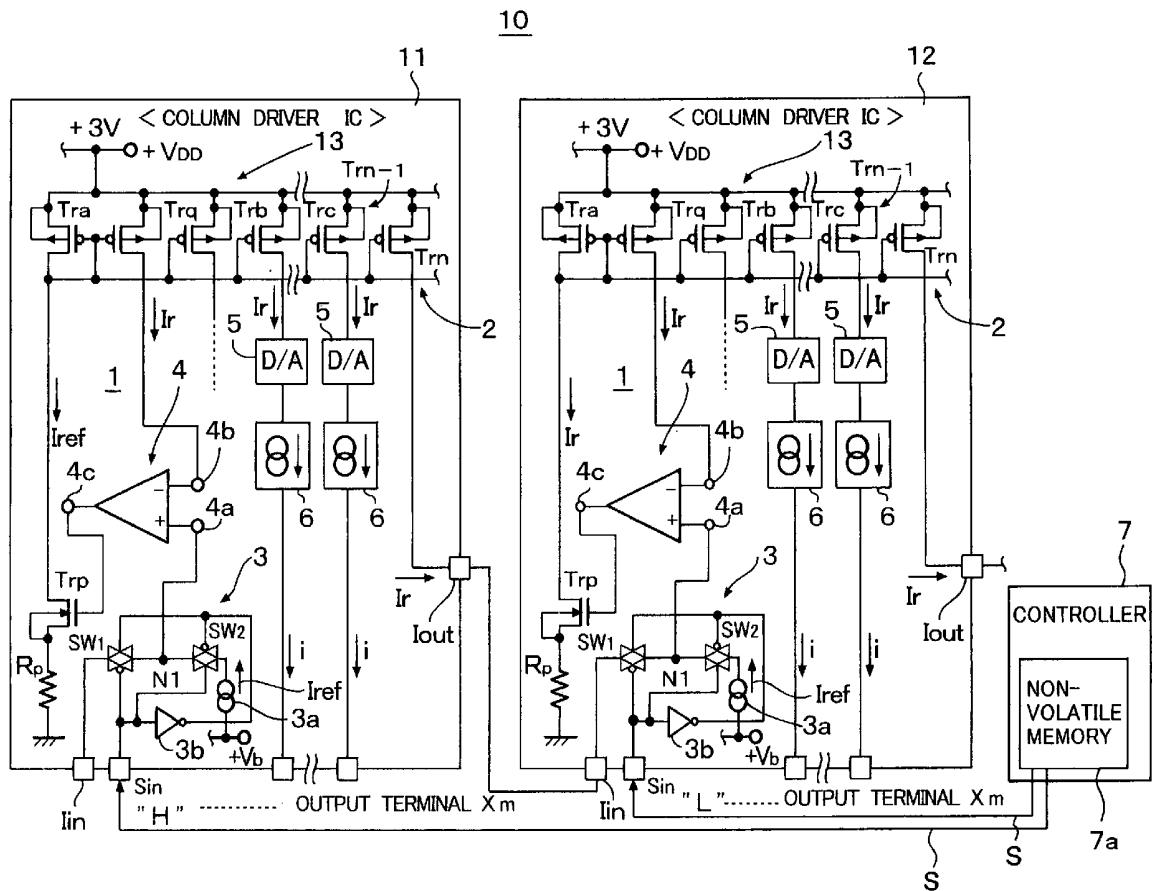 10
11
< COLUMN DRIVER IC >
+ 3V
+ VDD
13
Trn-1
Tra
Trq
Trb
Trc
Trn
Ir
Ir
Ir
2
5
5
D/A
D/A
1
4
Iref
4b
4c
4a
−
+
6
6
Trp
3
Ir
Iout
SW1
SW2
Rp
N1
Iref
3a
3b
+Vb
i
i
Iin
Sin
"H" OUTPUT TERMINAL Xm
12
< COLUMN DRIVER IC >
+ 3V
+ VDD
13
Trn-1
Tra
Trq
Trb
Trc
Trn
Ir
Ir
Ir
2
5
5
D/A
D/A
1
4
Ir
4b
4c
4a
−
+
6
6
Trp
3
Ir
Iout
SW1
SW2
Rp
N1
Iref
3a
3b
+Vb
i
i
Iin
Sin
"L" OUTPUT TERMINAL Xm
7
CONTROLLER
NON-
VOLATILE
MEMORY
7a
S
S